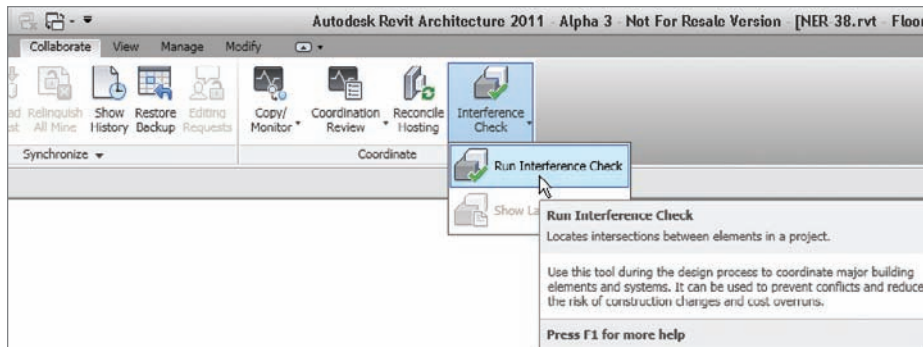 Autodesk Revit Architecture 2011 - Alpha 3 - Not For Resale Version - [NER-38.rvt - Floor
Collaborate View Manage Modify
Relinquish All Mine
Show History
Restore Backup
Editing Requests
Copy/ Monitor
Coordination Review
Reconcile Hosting
Interference Check
Synchronize
Coordinate
Run Interference Check
Show La
Run Interference Check
Locates intersections between elements in a project.
Use this tool during the design process to coordinate major building
elements and systems. It can be used to prevent conflicts and reduce
the risk of construction changes and cost overruns.
Press F1 for more help